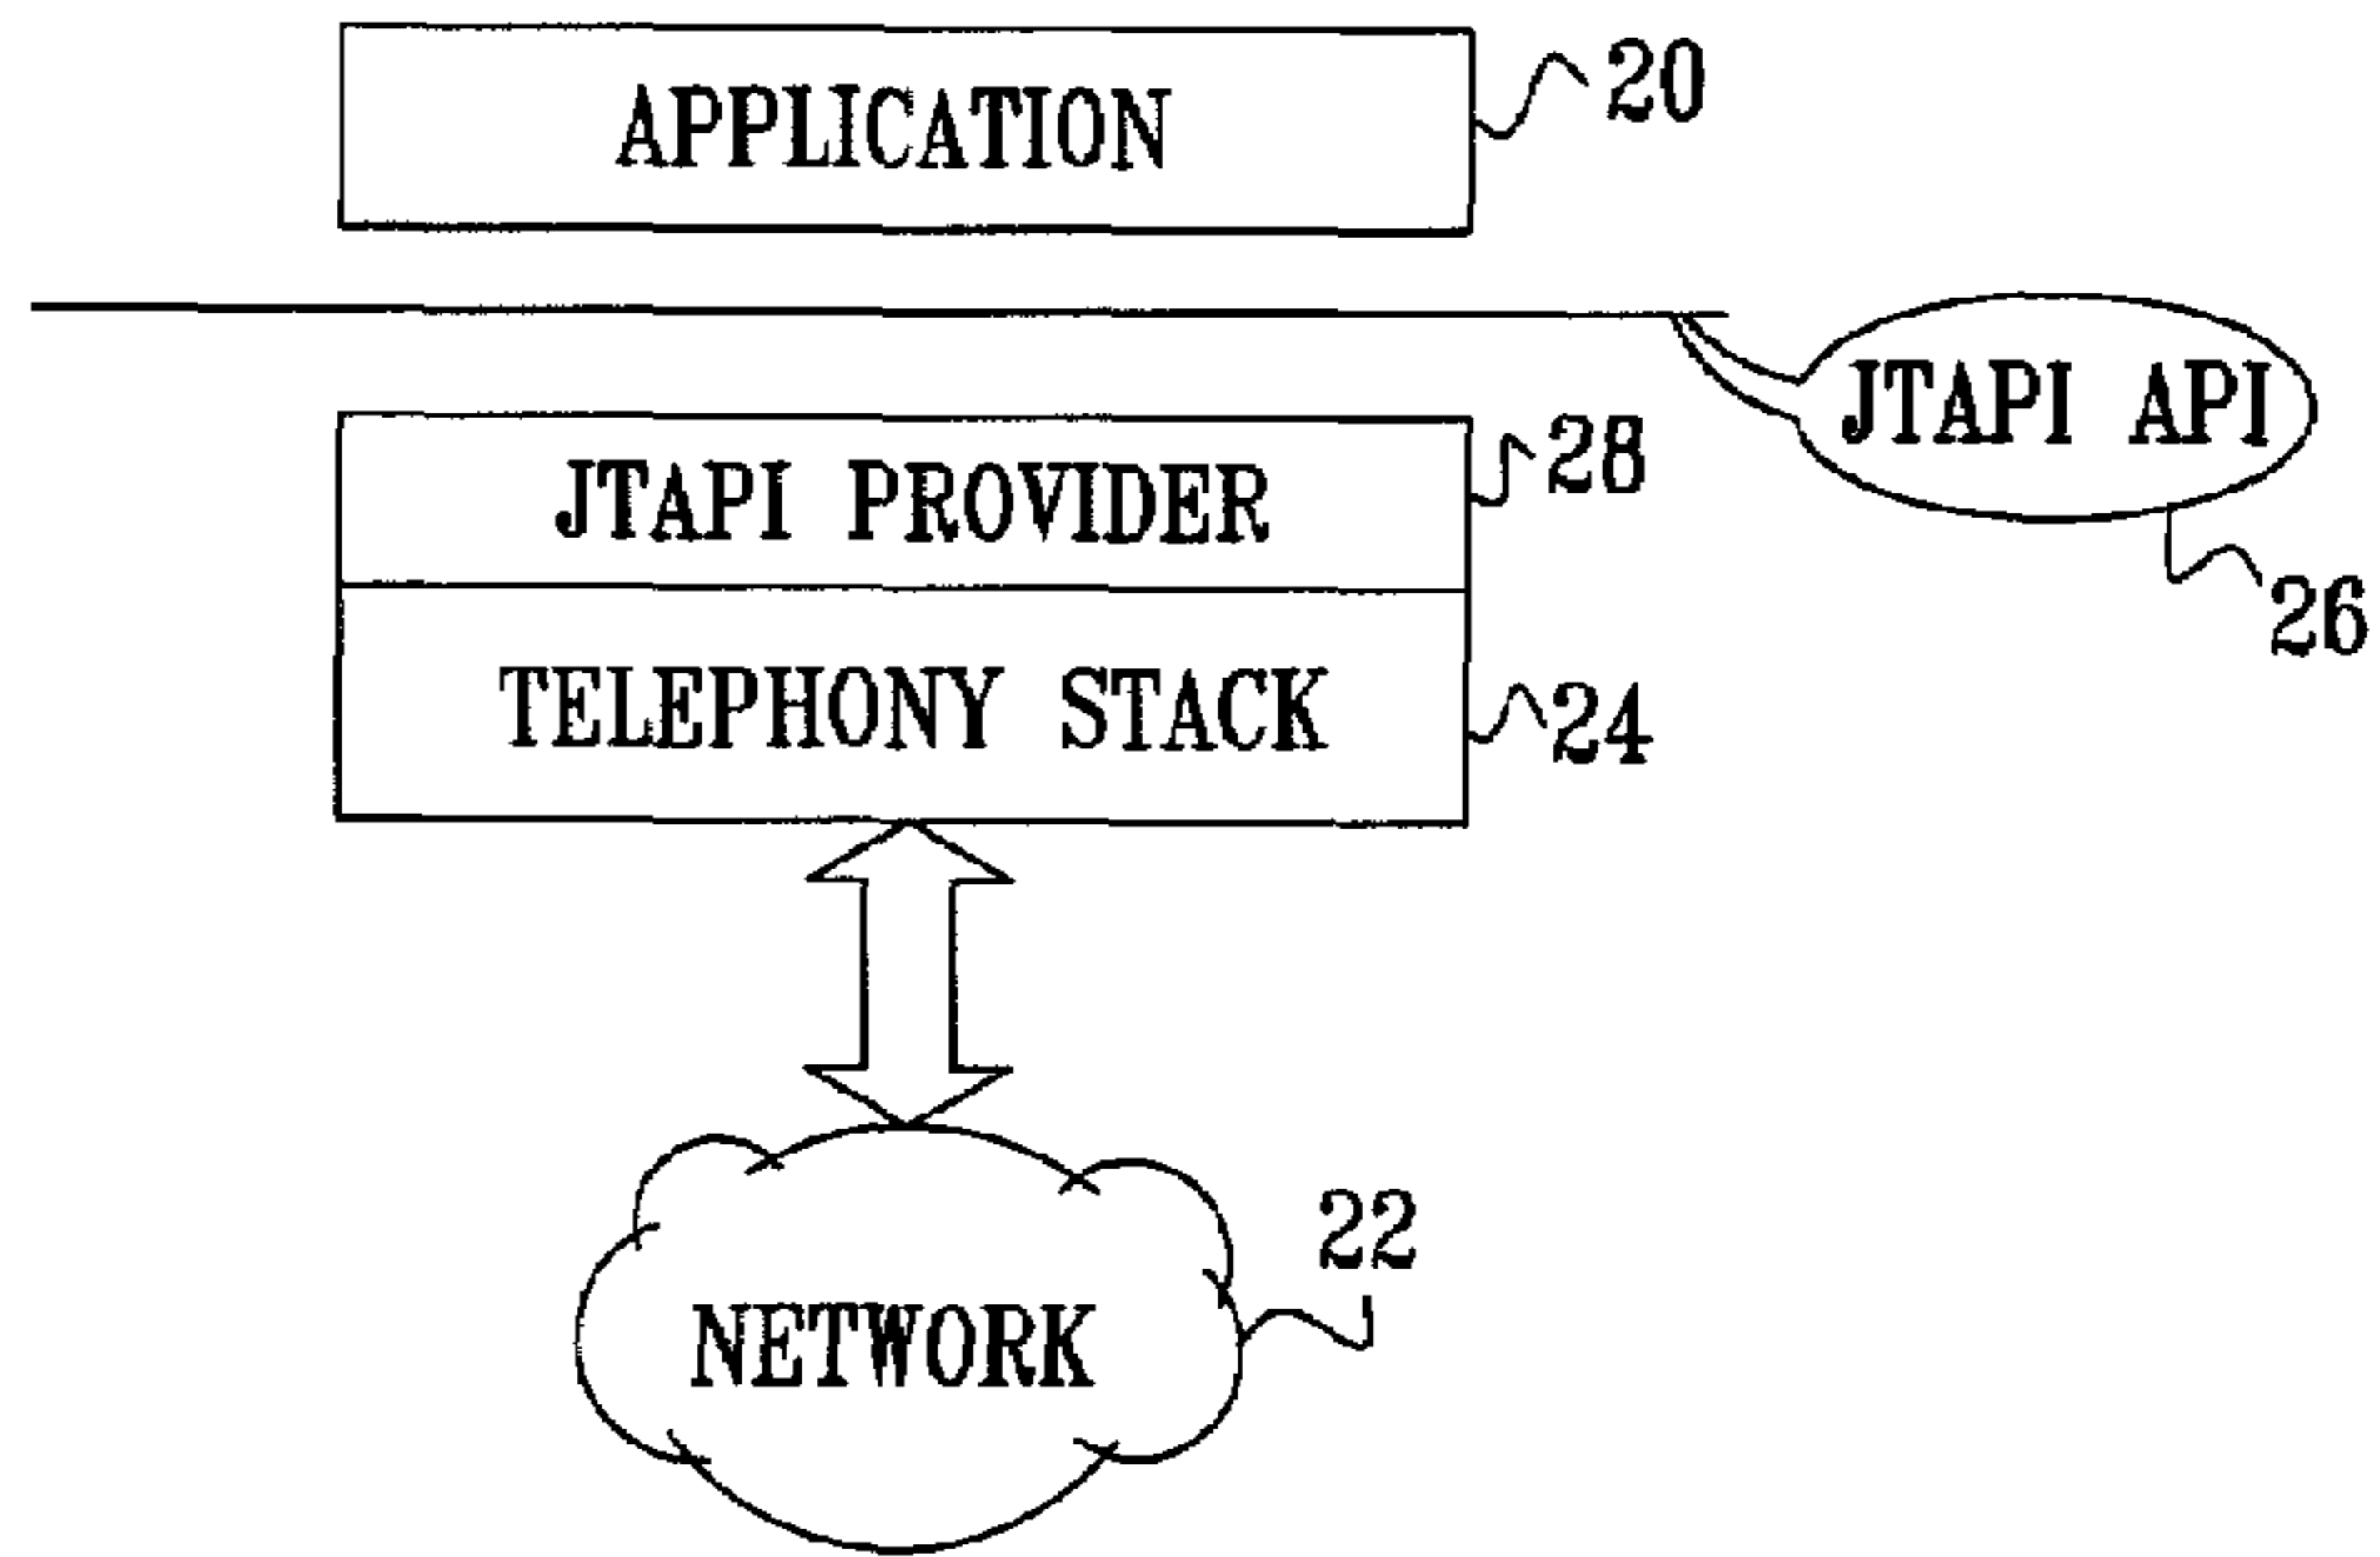 APPLICATION
20
JTAPI API
26
JTAPI PROVIDER
28
TELEPHONY STACK
24
NETWORK
22